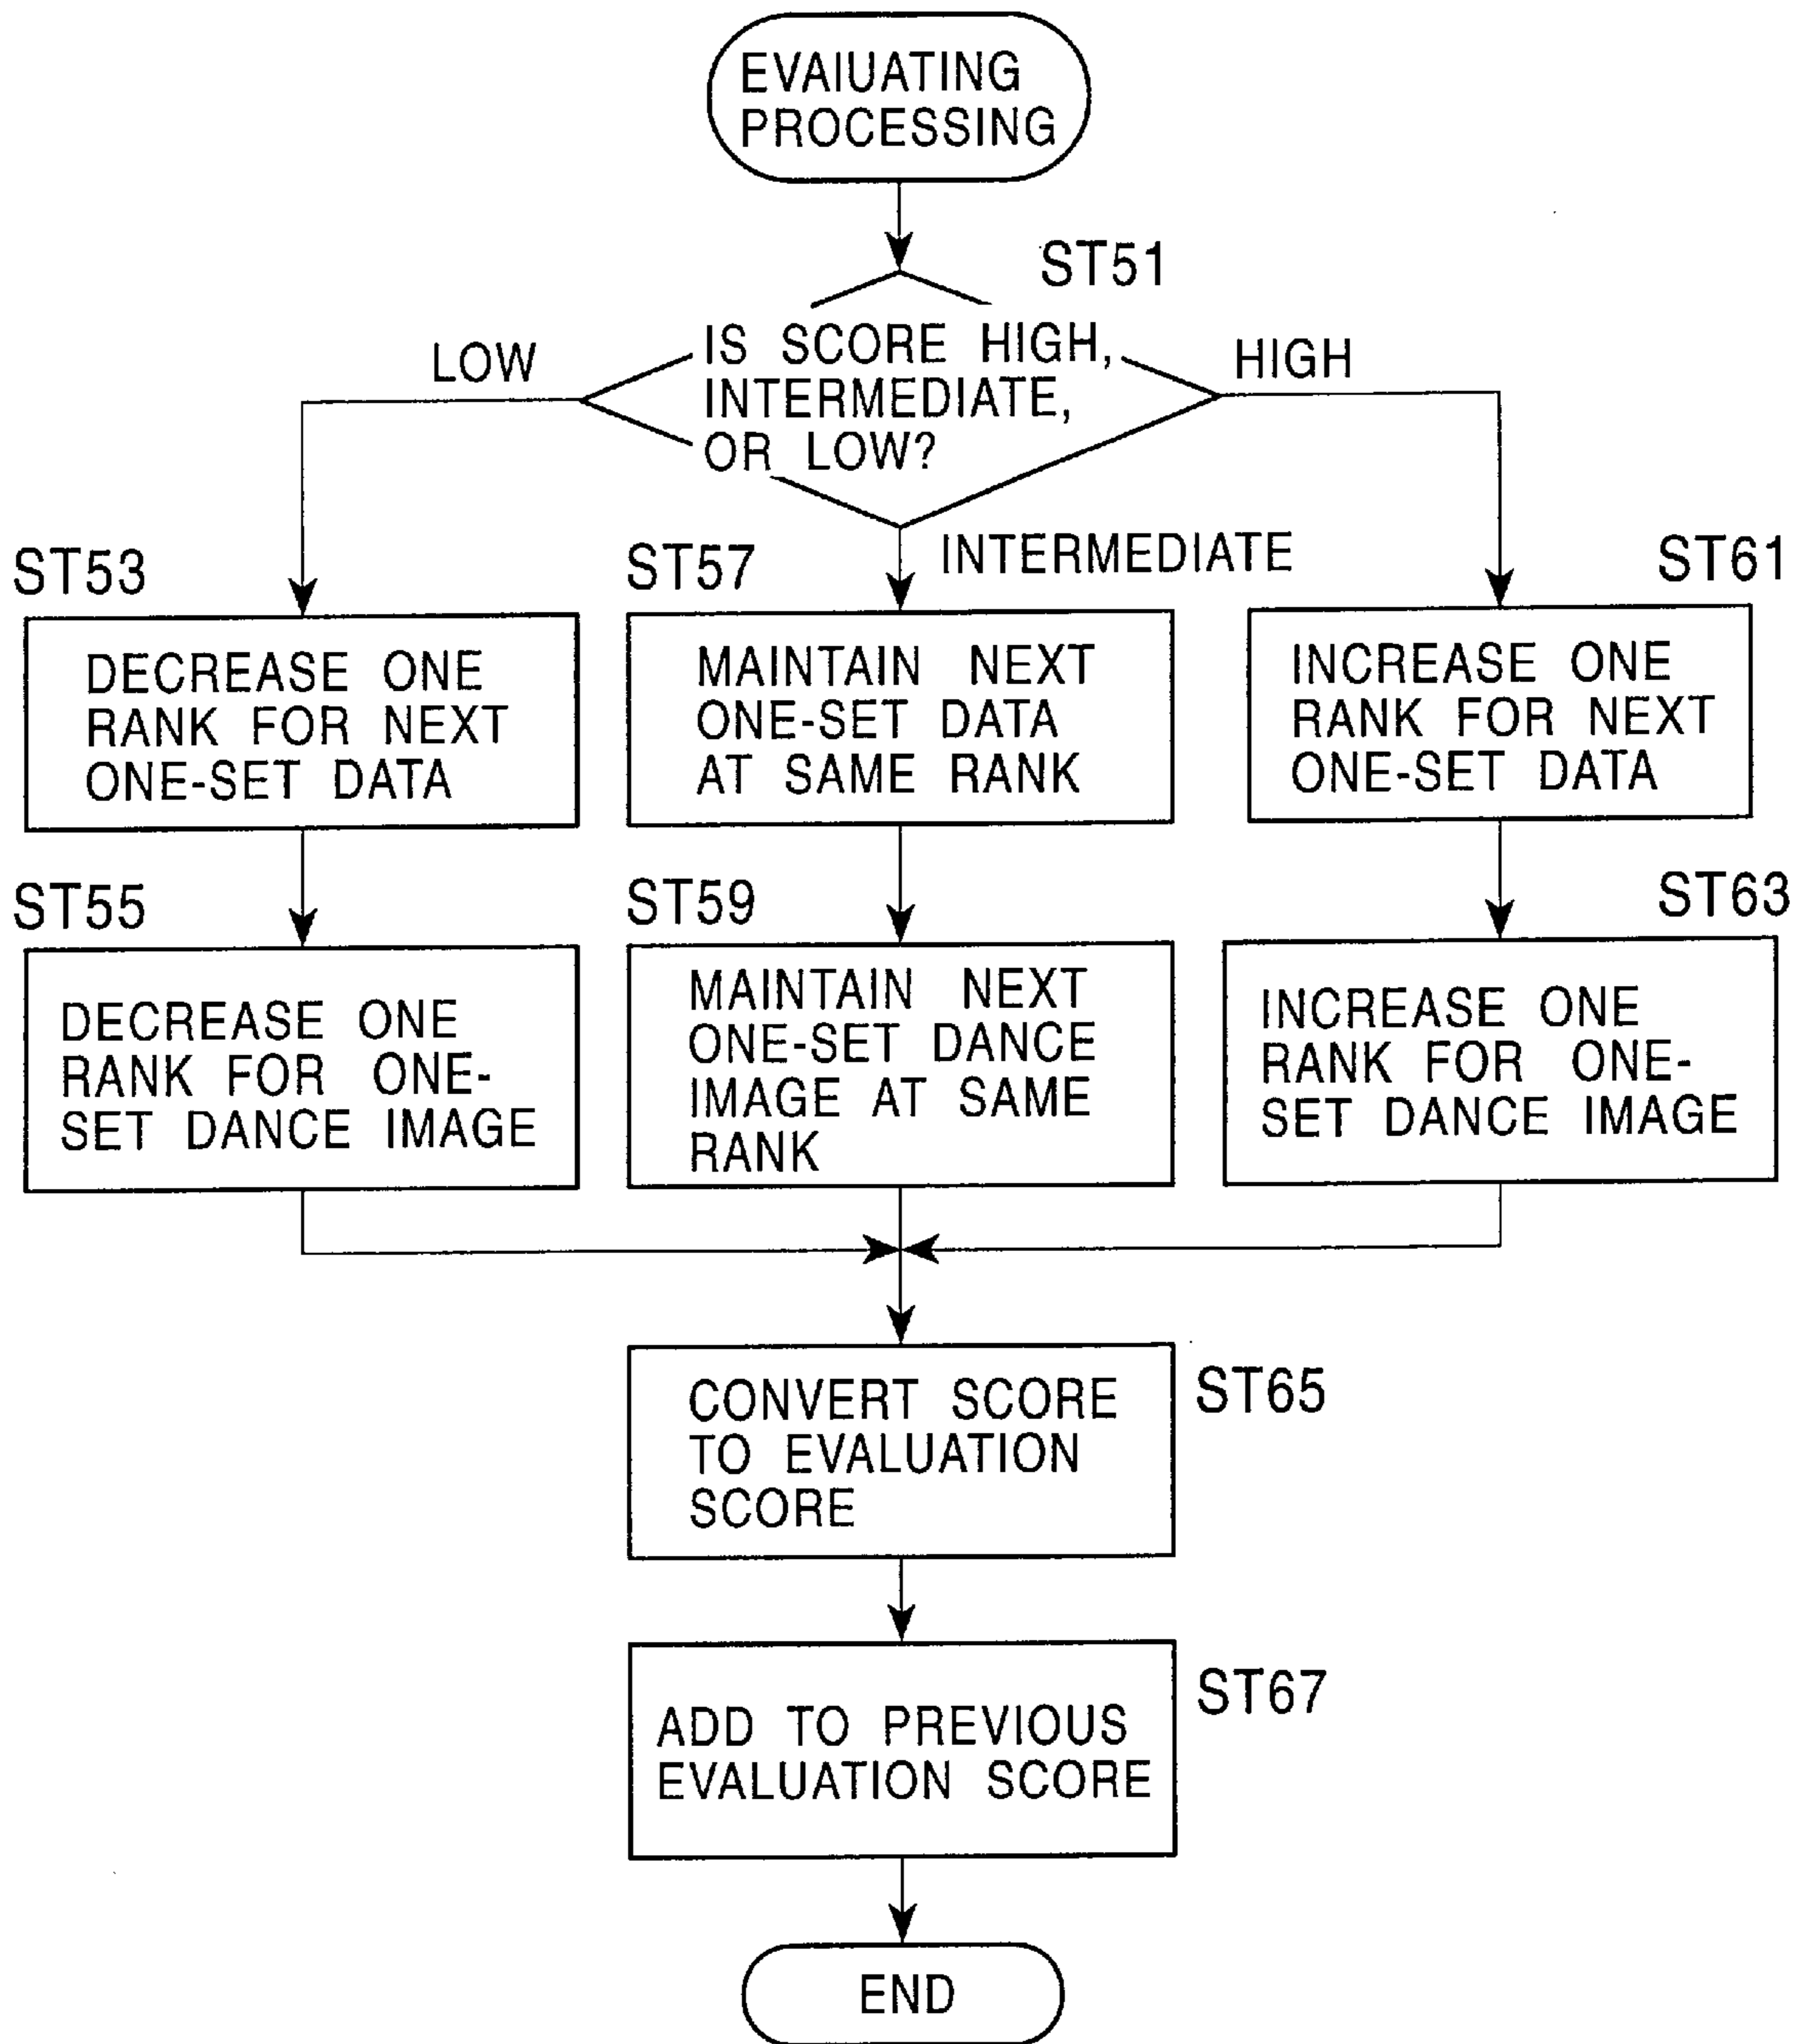 EVAIUATING
PROCESSING
ST51
IS SCORE HIGH,
INTERMEDIATE,
OR LOW?
LOW
HIGH
INTERMEDIATE
ST53
DECREASE ONE
RANK FOR NEXT
ONE-SET DATA
ST57
MAINTAIN NEXT
ONE-SET DATA
AT SAME RANK
ST61
INCREASE ONE
RANK FOR NEXT
ONE-SET DATA
ST55
DECREASE ONE
RANK FOR ONE-
SET DANCE IMAGE
ST59
MAINTAIN NEXT
ONE-SET DANCE
IMAGE AT SAME
RANK
ST63
INCREASE ONE
RANK FOR ONE-
SET DANCE IMAGE
CONVERT SCORE
TO EVALUATION
SCORE
ST65
ADD TO PREVIOUS
EVALUATION SCORE
ST67
END